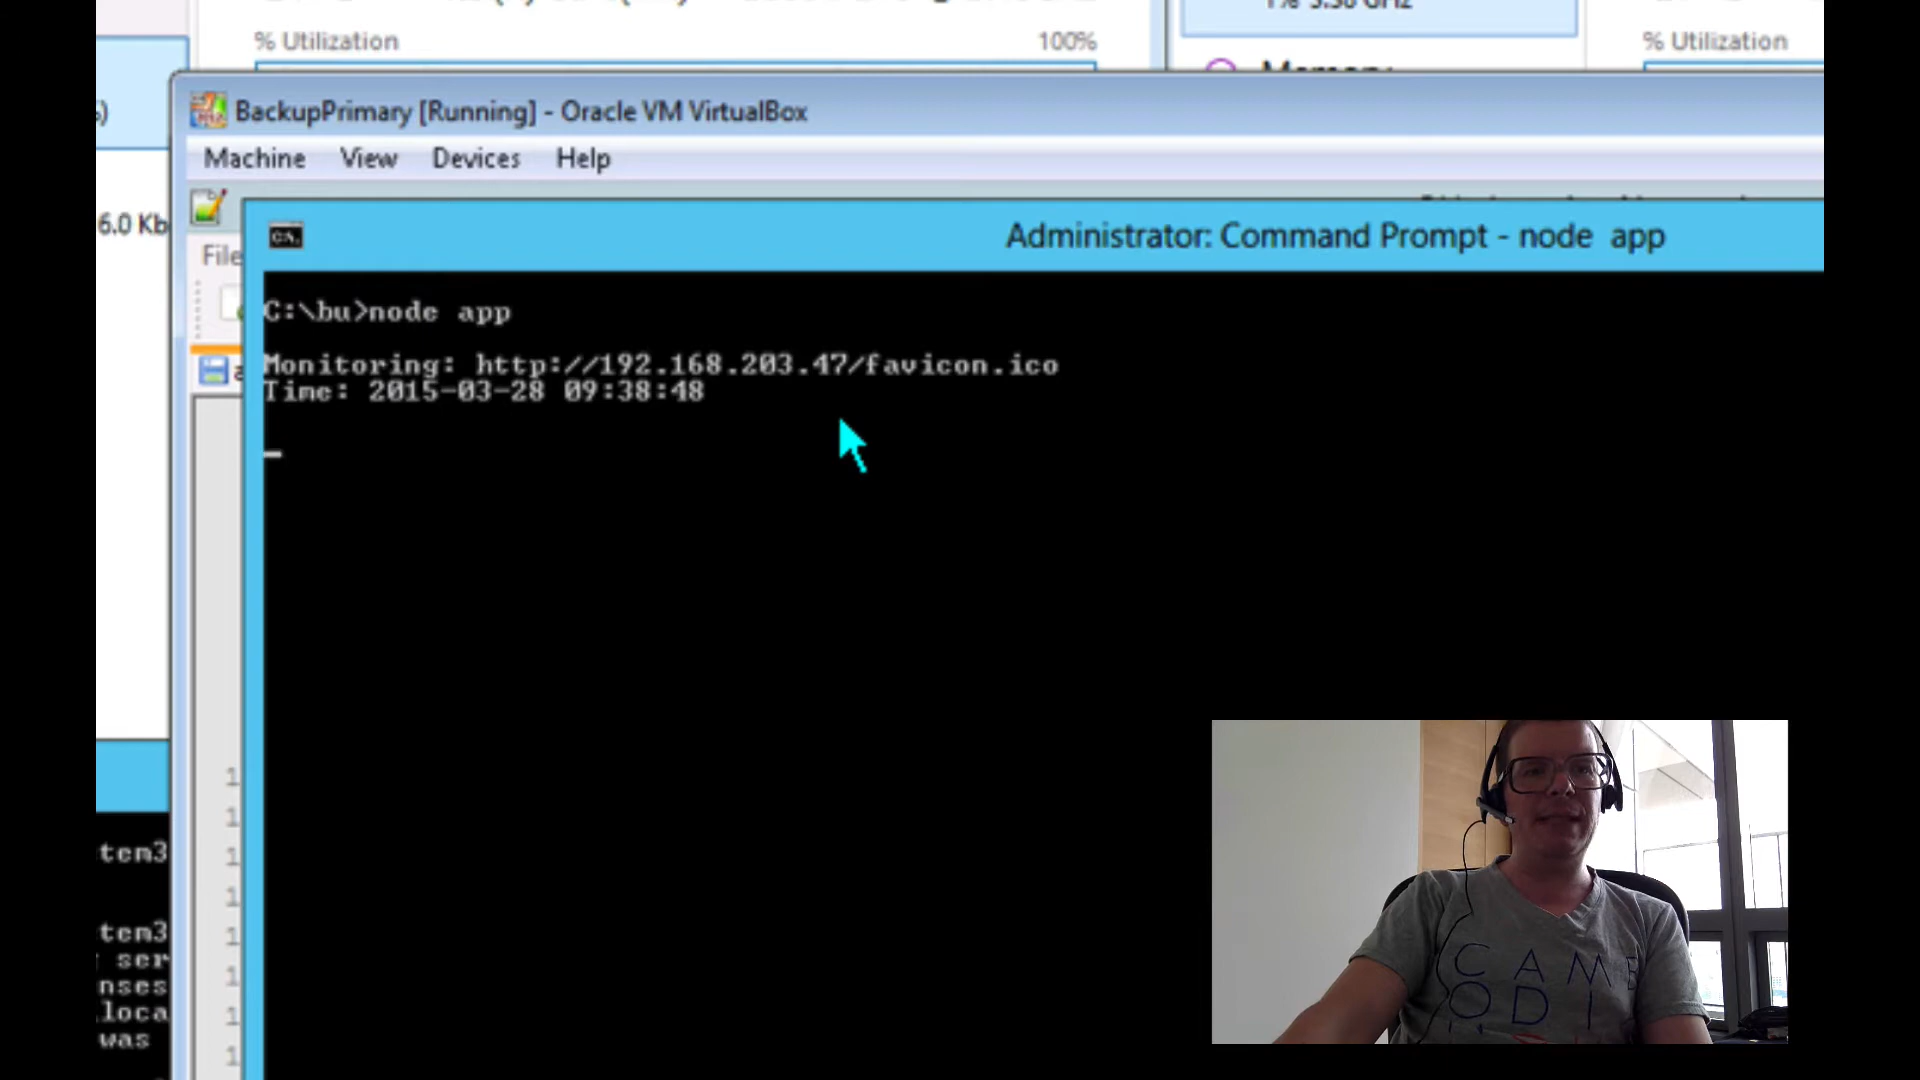 % Utilization
100%
% Utilization
BackupPrimary [Running] - Oracle VM VirtualBox
Machine View Devices Help
6.0 Kb
Administrator: Command Prompt - node app
File
C:\bu>node app
Monitoring: http://192.168.203.47/favicon.ico
Time: 2015-03-28 09:38:48
tem3
tem3
ser
nses
loca
was
CAMB
ODI